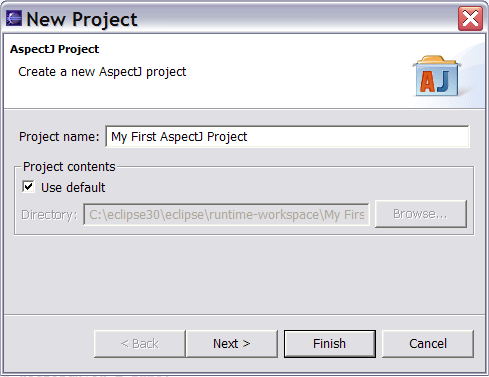 New Project
AspectJ Project
Create a new AspectJ project
AJ
Project name: My First AspectJ Project
Project contents
Use default
Directory: C:\eclipse30\eclipse\runtime-workspace\My Firs Browse...
< Back Next > Finish Cancel